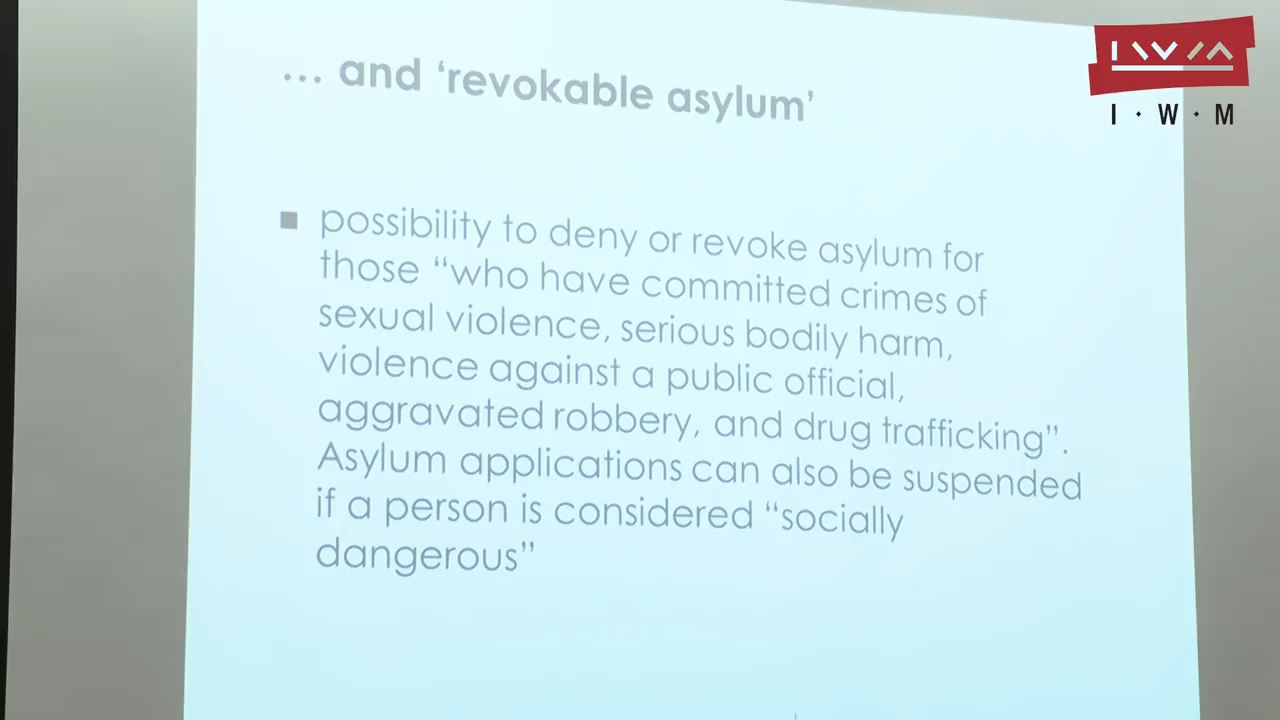 ... and ‘revokable asylum’
possibility to deny or revoke asylum for
those “who have committed crimes of
sexual violence, serious bodily harm,
violence against a public official,
aggravated robbery, and drug trafficking”.
Asylum applications can also be suspended
if a person is considered “socially
dangerous”
I · W · M